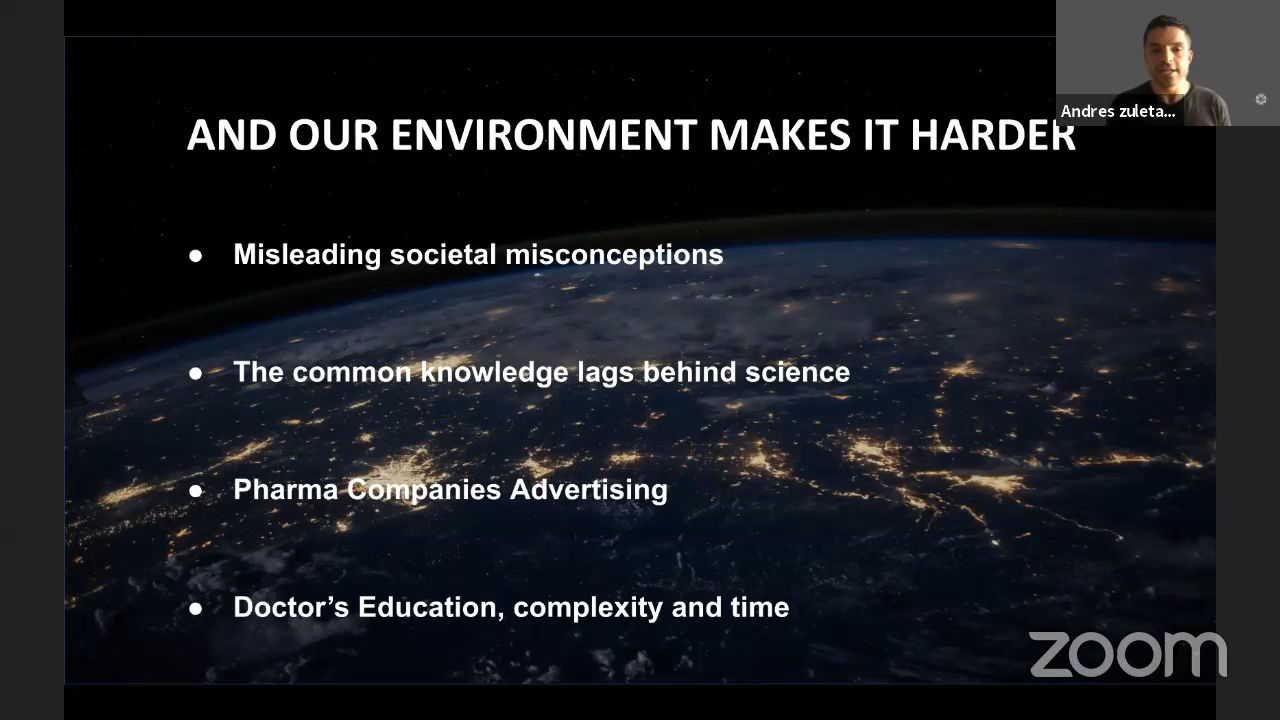 Andres zuleta...
AND OUR ENVIRONMENT MAKES IT HARDER
● Misleading societal misconceptions
● The common knowledge lags behind science
● Pharma Companies Advertising
● Doctor’s Education, complexity and time
zoom